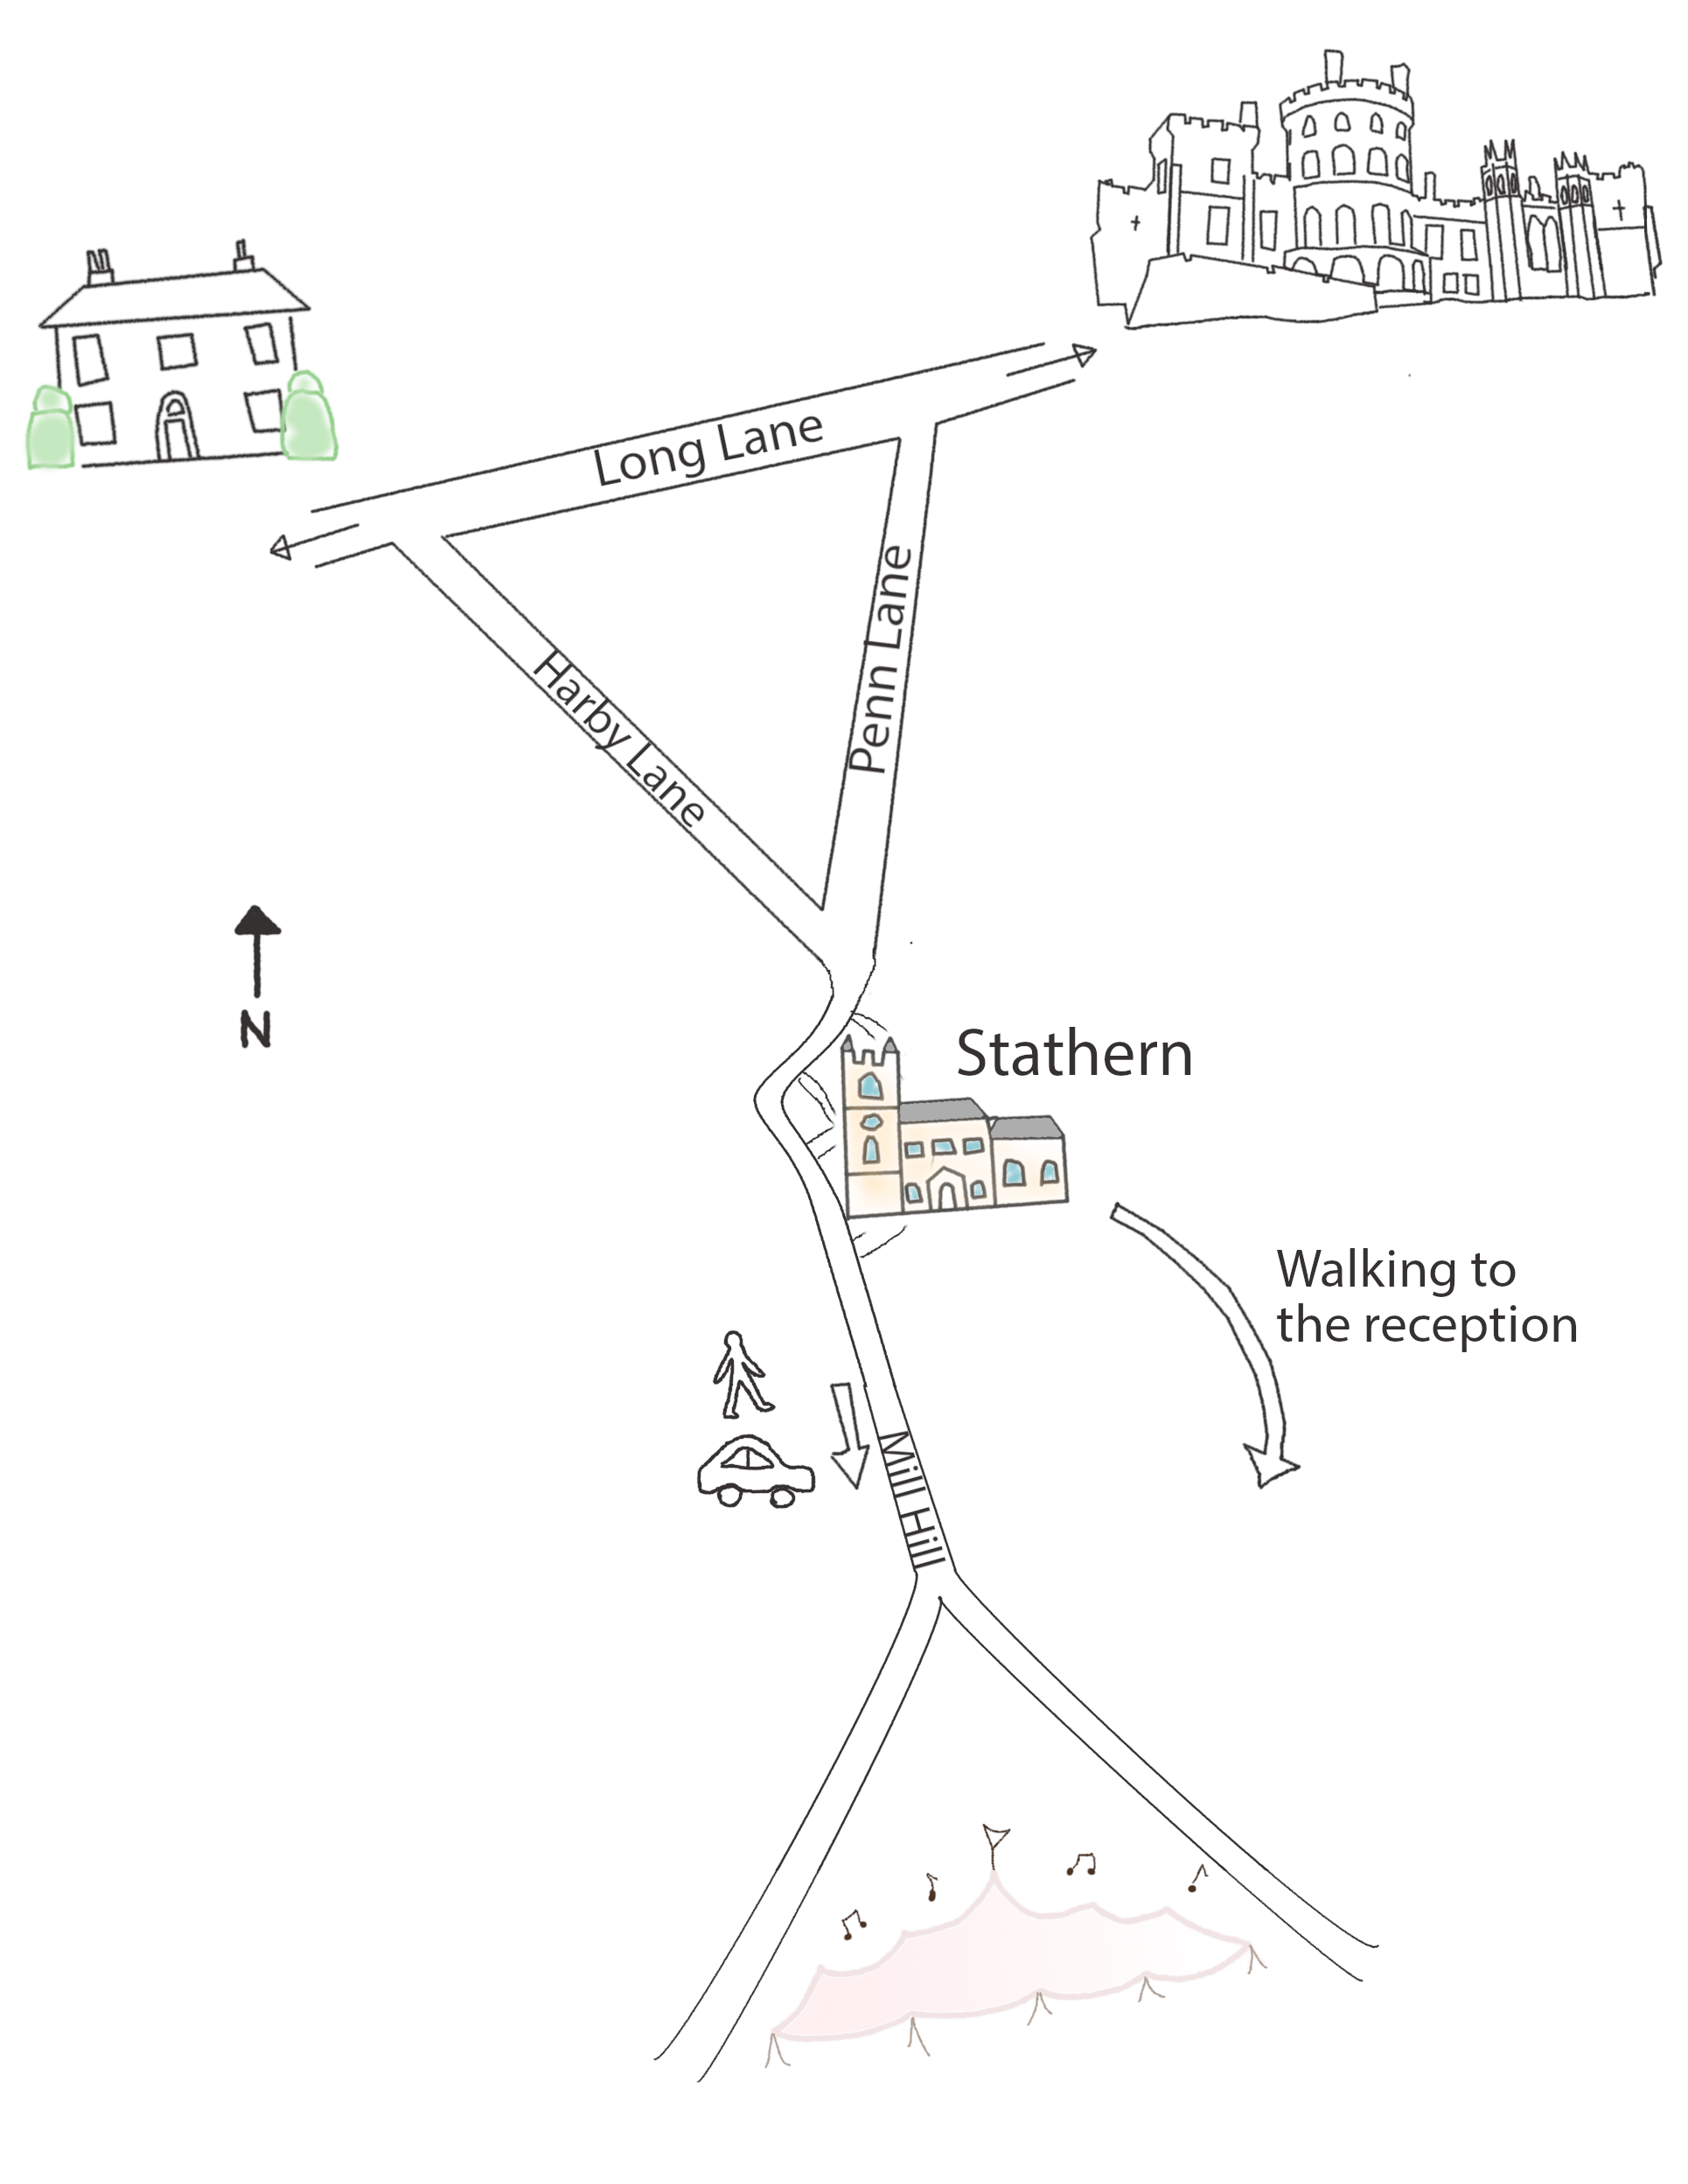 Long Lane
Penn Lane
Harby Lane
N
Stathern
Walking to
the reception
Mill Hill